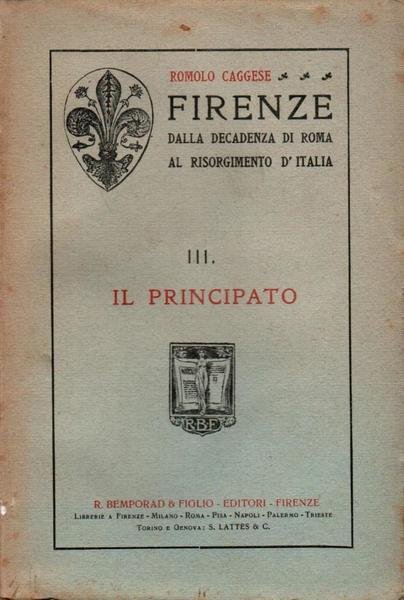 ROMOLO CAGGESE
FIRENZE
DALLA DECADENZA DI ROMA
AL RISORGIMENTO D'ITALIA
III.
IL PRINCIPATO
R.B.F.
R. BEMPORAD & FIGLIO - EDITORI - FIRENZE
LIBRERIE A FIRENZE - MILANO - ROMA - PISA - NAPOLI - PALERMO - TRIESTE
TORINO E GENOVA: S. LATTES & C.